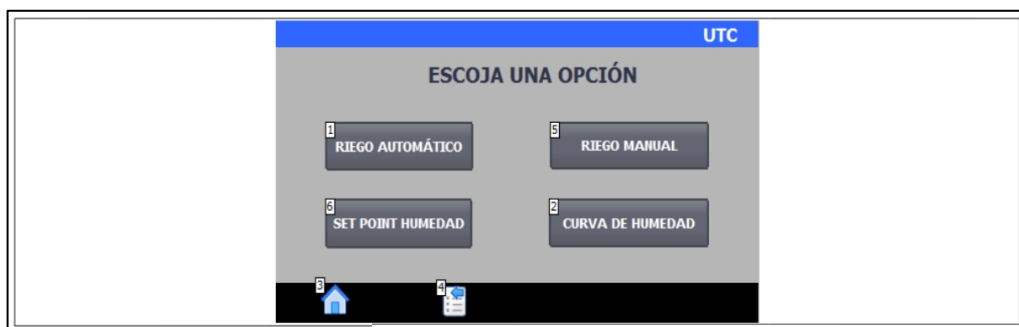 UTC
ESCOJA UNA OPCIÓN
1
RIEGO AUTOMÁTICO
5
RIEGO MANUAL
6
SET POINT HUMEDAD
2
CURVA DE HUMEDAD
3
4